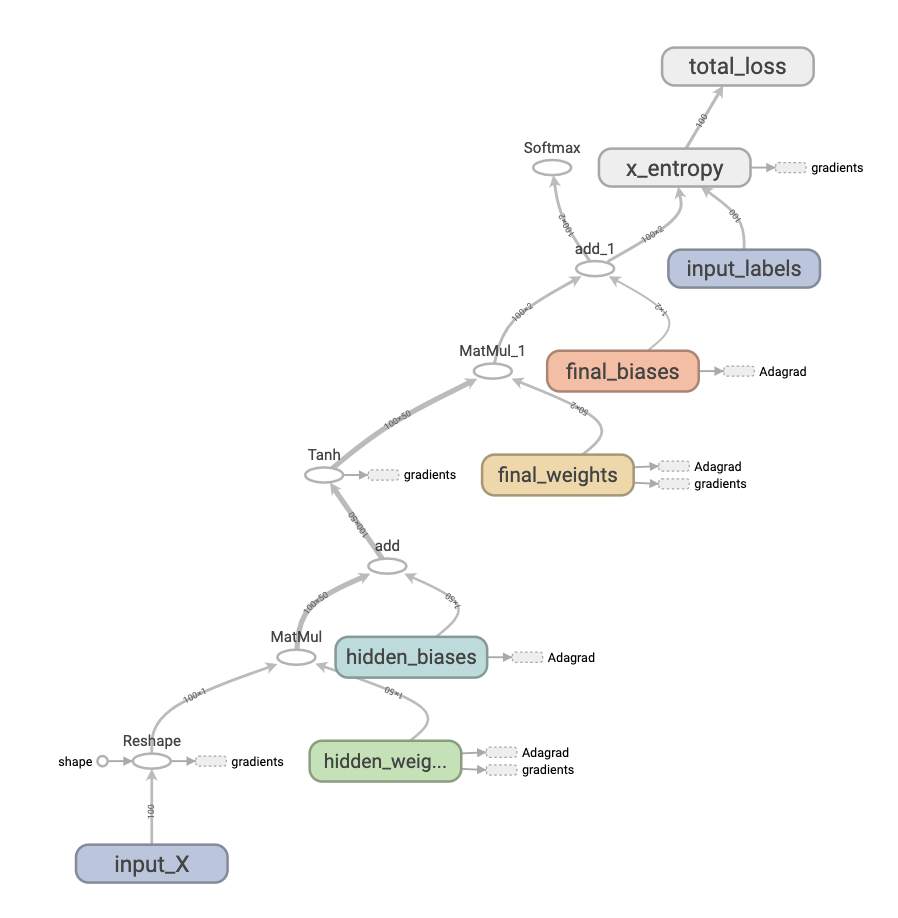 total_loss
100
Softmax
x_entropy
gradients
100×2
100×2
100
add_1
input_labels
100×2
1×2
MatMul_1
final_biases
Adagrad
100×50
50×2
Tanh
gradients
final_weights
Adagrad
gradients
100×50
add
100×50
1×50
MatMul
hidden_biases
Adagrad
100×1
1×50
Reshape
shape
gradients
hidden_weig...
Adagrad
gradients
100
input_X